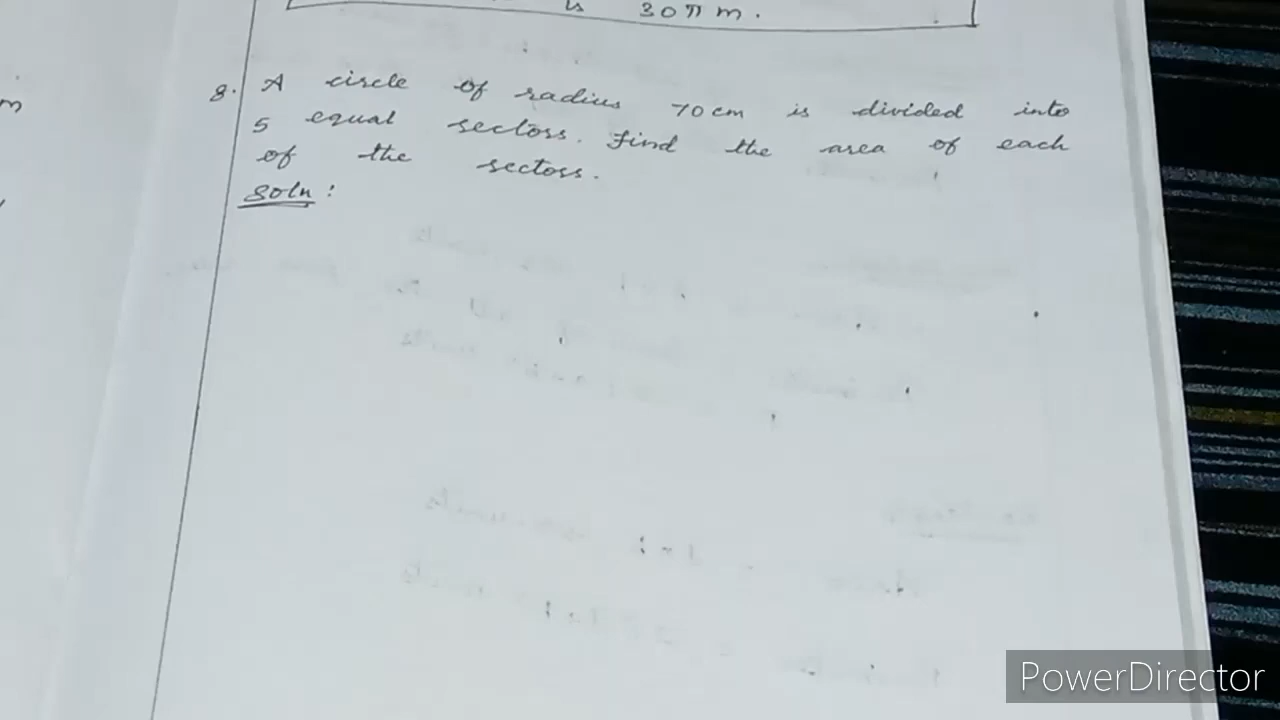 is 30π m.
m
8. A circle of radius 70 cm is divided into
5 equal sectors. Find the area of each
of the sectors.
Soln :
PowerDirector